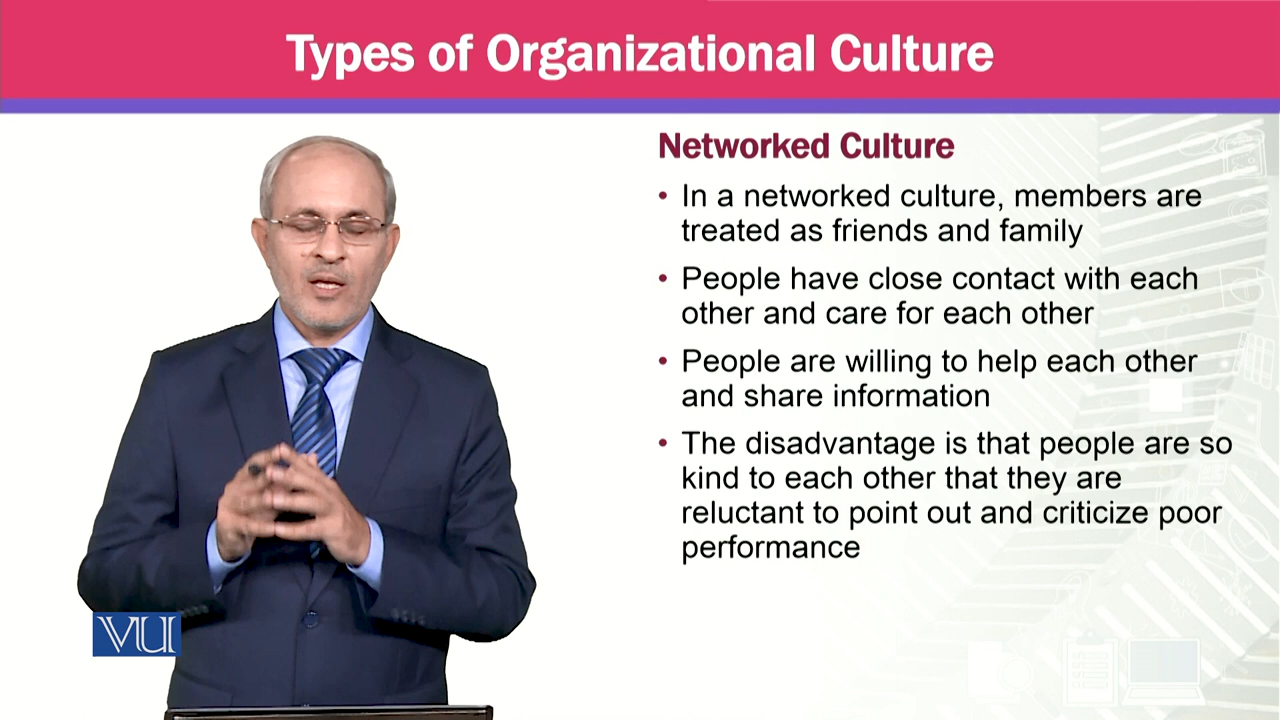 Types of Organizational Culture
Networked Culture
• In a networked culture, members are
treated as friends and family
• People have close contact with each
other and care for each other
• People are willing to help each other
and share information
• The disadvantage is that people are so
kind to each other that they are
reluctant to point out and criticize poor
performance
VU